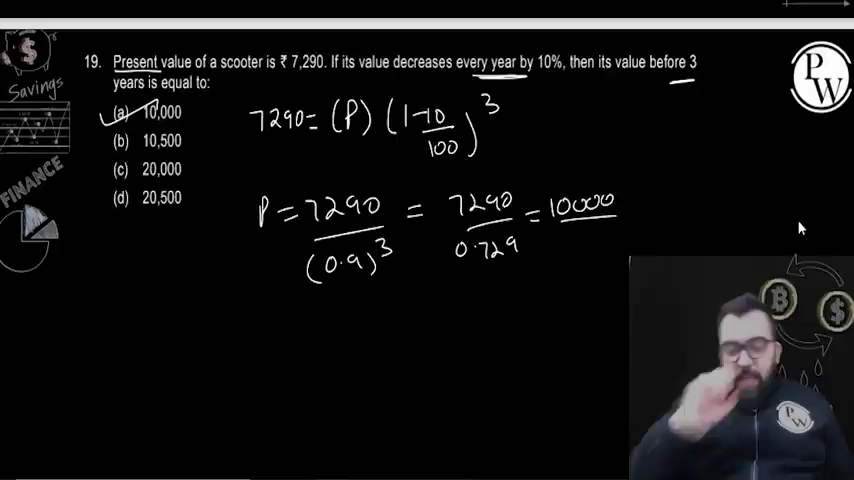 Savings
FINANCE
19. Present value of a scooter is ₹ 7,290. If its value decreases every year by 10%, then its value before 3
years is equal to:
(a) 10,000
(b) 10,500
(c) 20,000
(d) 20,500
7290 = (P) (1-10/100)^3
P = 7290/(0.9)^3 = 7290/0.729 = 10000
PW
PW